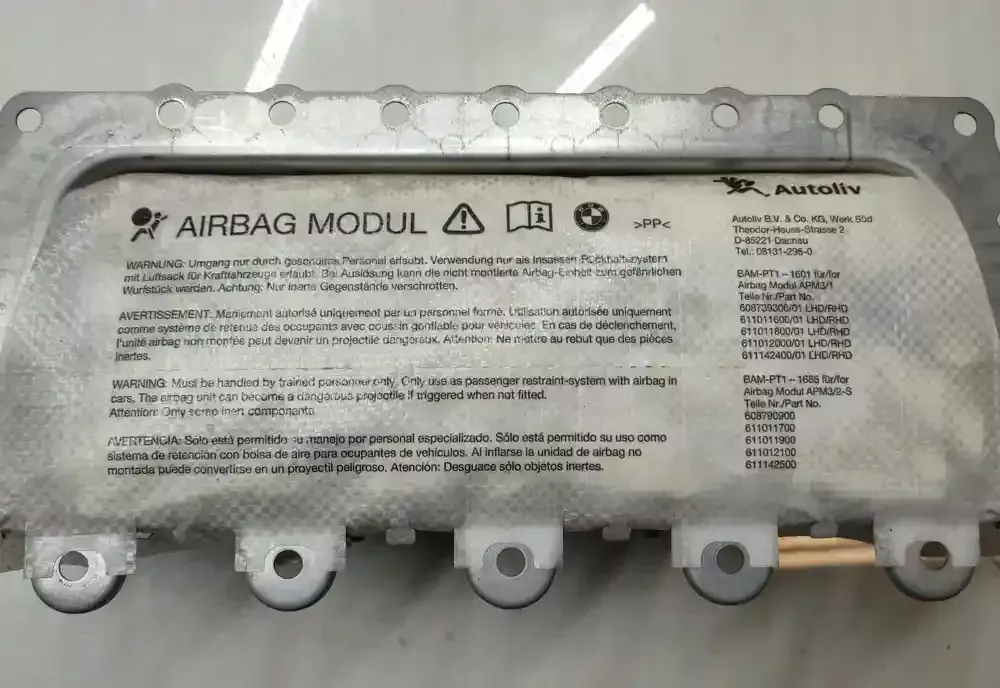 AIRBAG MODUL
>PP<
WARNUNG: Umgang nur durch geschultes Personal erlaubt. Verwendung nur als Insassen-Rückhaltesystem
mit Luftsack für Kraftfahrzeuge erlaubt. Bei Auslösung kann die nicht montierte Airbag-Einheit zum gefährlichen
Wurfstück werden. Achtung: Nur inerte Gegenstände verschrotten.
AVERTISSEMENT: Maniement autorisé uniquement par un personnel formé. Utilisation autorisée uniquement
comme système de retenue des occupants avec coussin gonflable pour véhicules. En cas de déclenchement,
l'unité airbag non montée peut devenir un projectile dangereux. Attention: Ne mettre au rebut que des pièces
inertes.
WARNING: Must be handled by trained personnel only. Only use as passenger restraint-system with airbag in
cars. The airbag unit can become a dangerous projectile if triggered when not fitted.
Attention: Only scrap inert components.
AVERTENCIA: Sólo está permitido su manejo por personal especializado. Sólo está permitido su uso como
sistema de retención con bolsa de aire para ocupantes de vehículos. Al inflarse la unidad de airbag no
montada puede convertirse en un proyectil peligroso. Atención: Desguace sólo objetos inertes.
Autoliv
Autoliv B.V. & Co. KG, Werk Süd
Theodor-Heuss-Strasse 2
D-85221 Dachau
Tel.: 08131-295-0
BAM-PT1 - 1601 für/for
Airbag Modul APM3/1
Teile Nr./Part No.
608739300/01 LHD/RHD
611011600/01 LHD/RHD
611011800/01 LHD/RHD
611012000/01 LHD/RHD
611142400/01 LHD/RHD
BAM-PT1 - 1685 für/for
Airbag Modul APM3/2-S
Teile Nr./Part No.
608790900
611011700
611011900
611012100
611142500